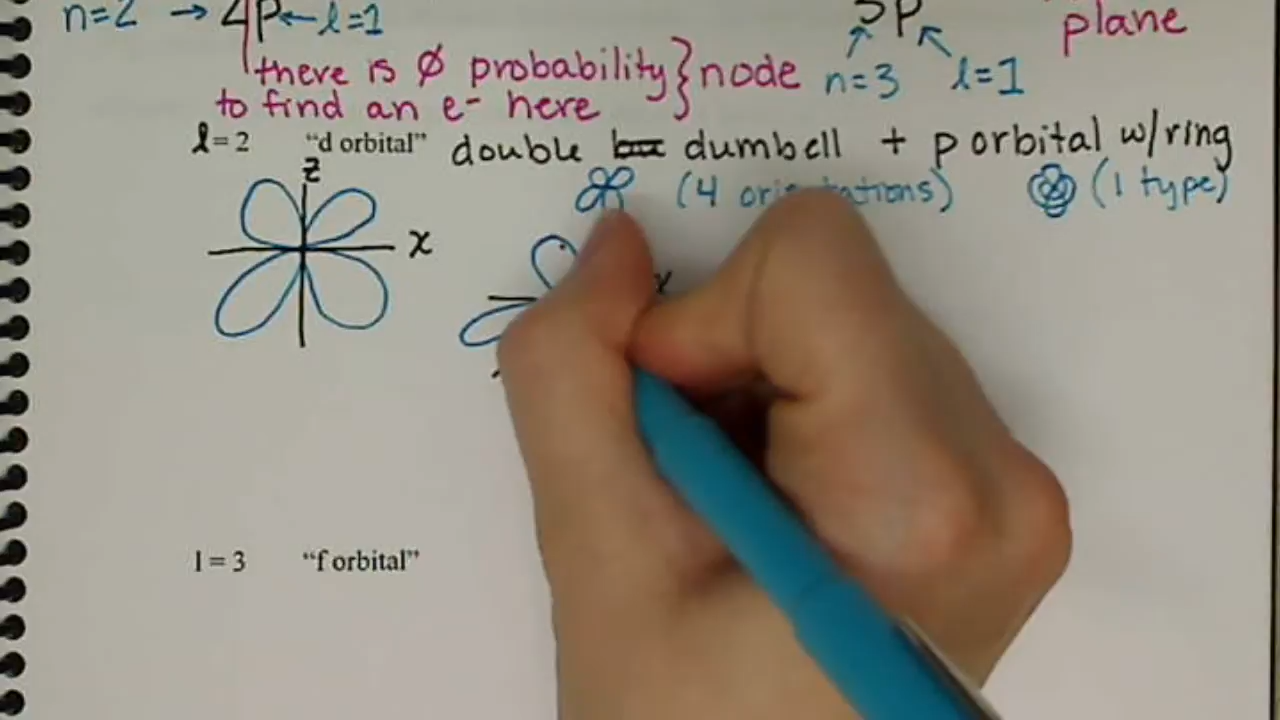 n=2 → 2p ← l=1
3p
plane
n=3 l=1
there is ∅ probability } node
to find an e- here
l = 2 “d orbital” double dumbell + p orbital w/ring
(4 orientations) (1 type)
z
x
x
l = 3 “f orbital”